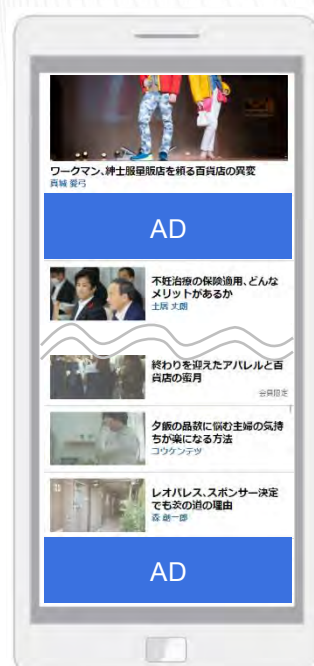 ワークマン、紳士服量販店を頼る百貨店の異変
真城 愛弓
AD
不妊治療の保険適用、どんな
メリットがあるか
土居 丈朗
終わりを迎えたアパレルと百
貨店の蜜月
会員限定
夕飯の品数に悩む主婦の気持
ちが楽になる方法
コウケンテツ
レオパレス、スポンサー決定
でも茨の道の理由
森 創一郎
AD